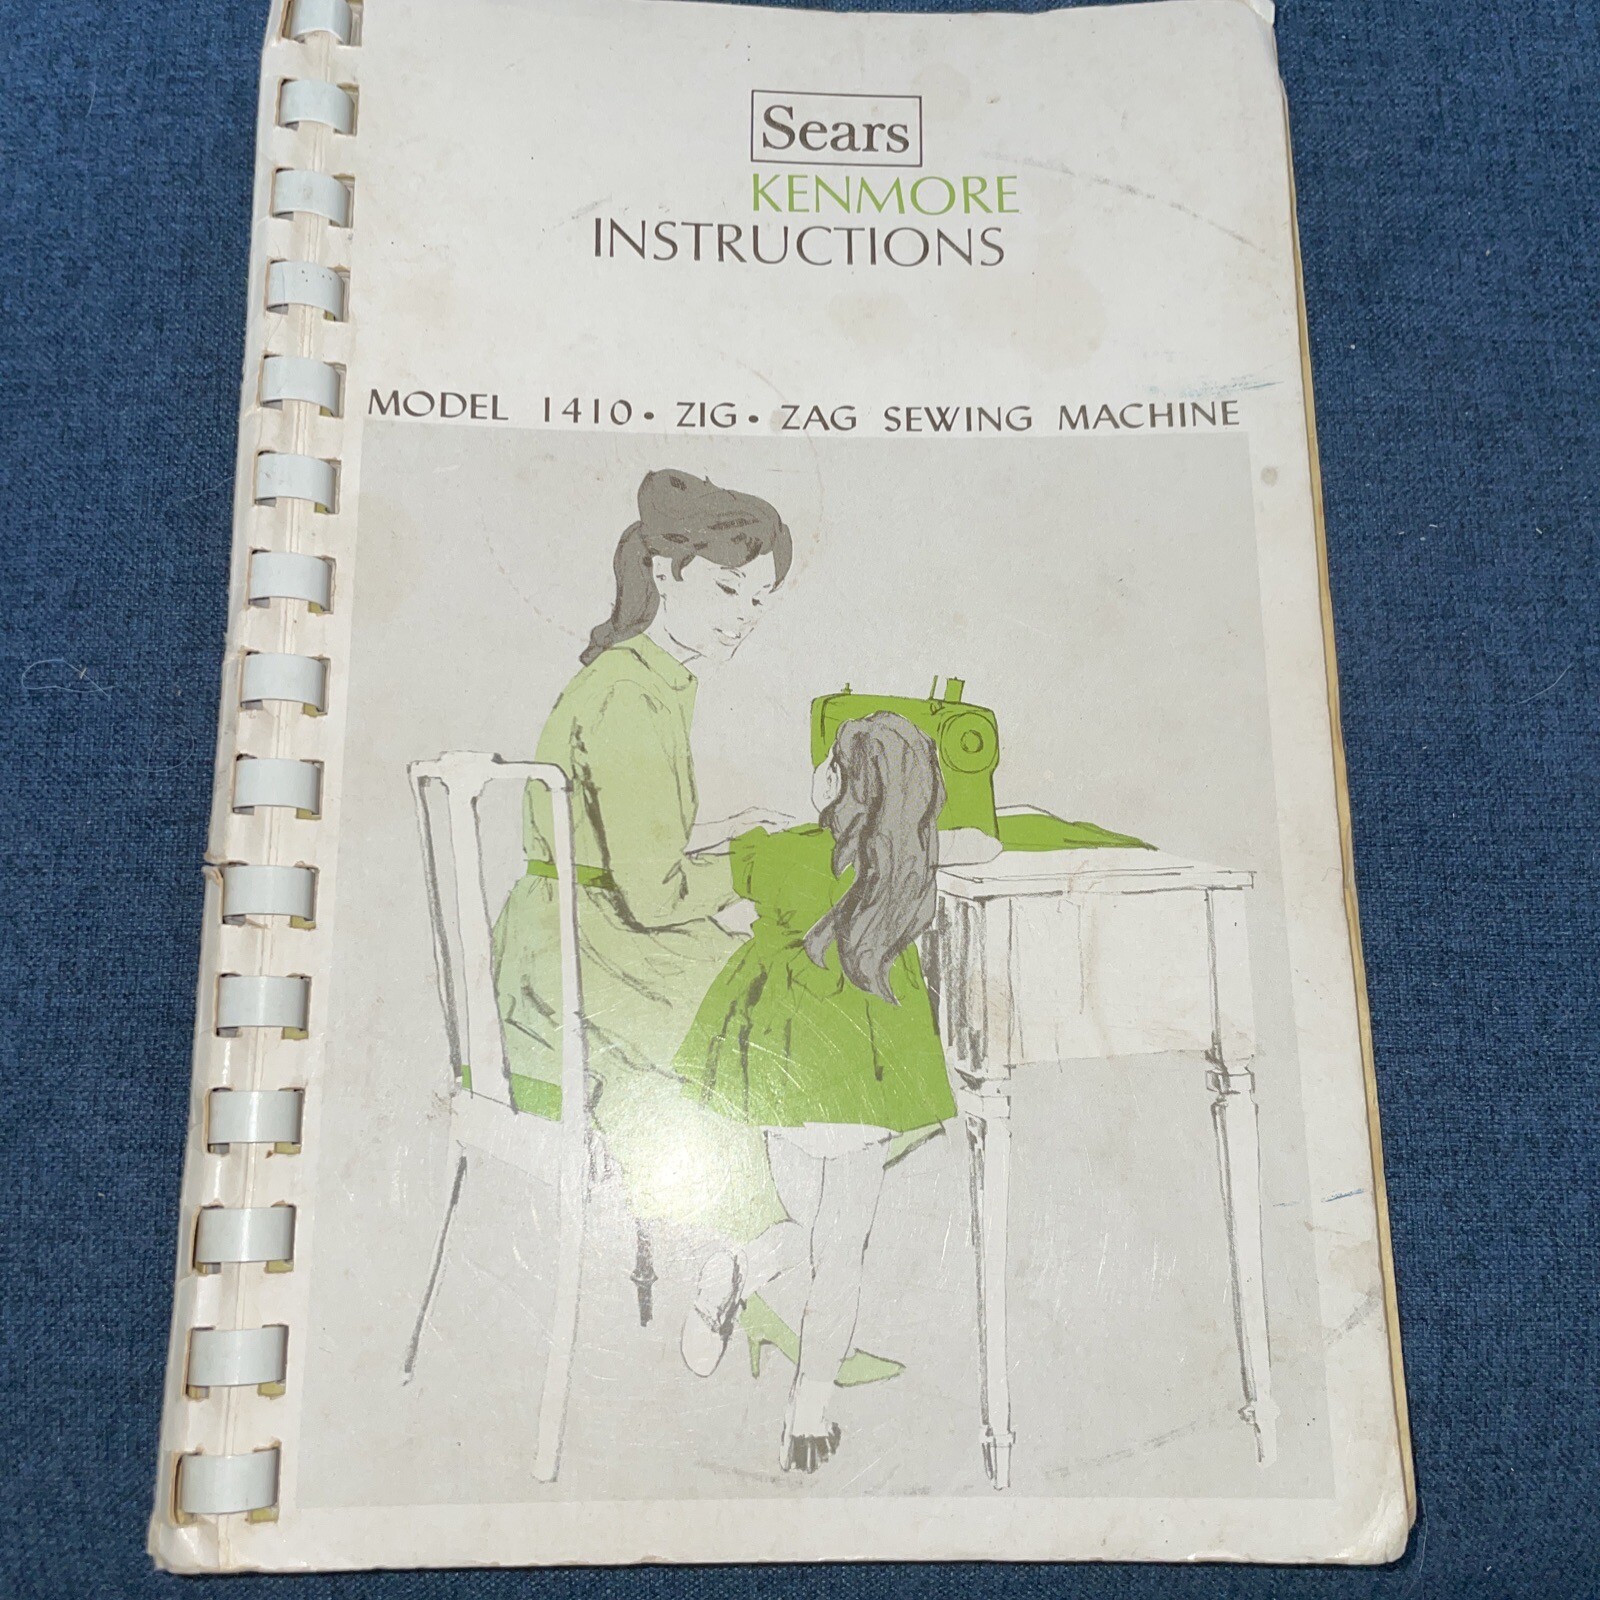 Sears
KENMORE
INSTRUCTIONS
MODEL 1410 • ZIG • ZAG SEWING MACHINE